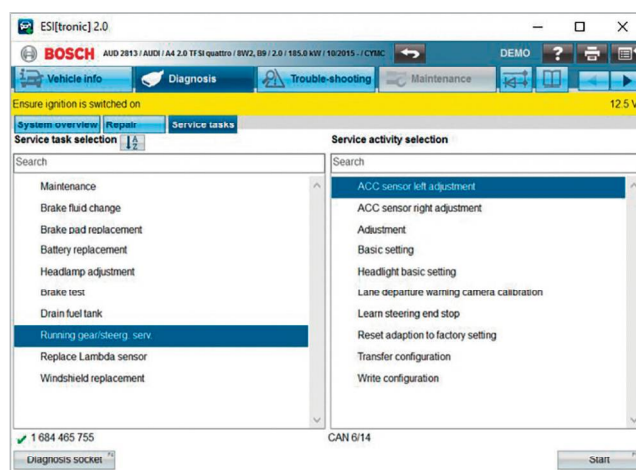 ESI[tronic] 2.0
BOSCH AUD 2813 / AUDI / A4 2.0 TFSI quattro / 8W2, B9 / 2.0 / 185.0 kW / 10/2015 - / CYMC DEMO ?
Vehicle info Diagnosis Trouble-shooting Maintenance
Ensure ignition is switched on 12.5 V
System overview Repair Service tasks
Service task selection Service activity selection
Search Search
Maintenance ACC sensor left adjustment
Brake fluid change ACC sensor right adjustment
Brake pad replacement Adjustment
Battery replacement Basic setting
Headlamp adjustment Headlight basic setting
Brake test Lane departure warning camera calibration
Drain fuel tank Learn steering end stop
Running gear/steerg. serv. Reset adaption to factory setting
Replace Lambda sensor Transfer configuration
Windshield replacement Write configuration
1 684 465 755 CAN 6/14
Diagnosis socket Start